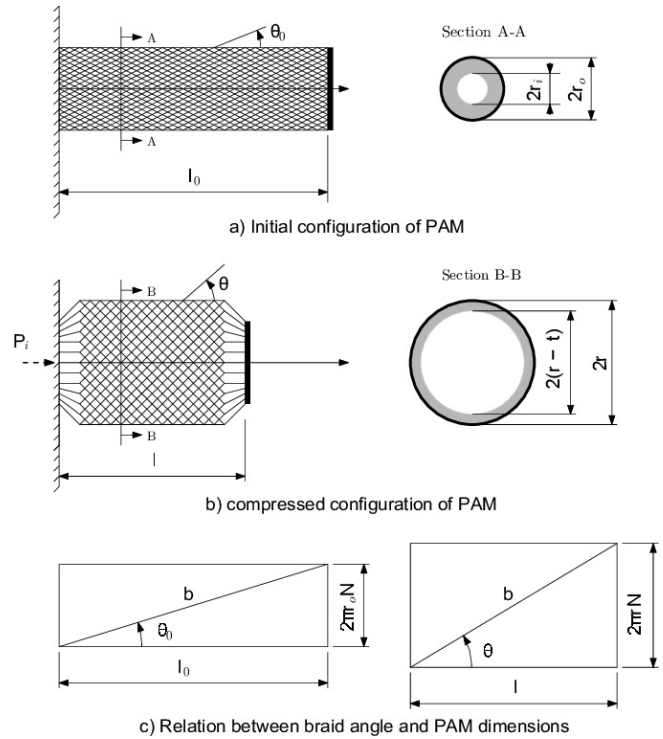 A
θ₀
Section A-A
2rᵢ
2rₒ
A
l₀
a) Initial configuration of PAM
B
θ
Section B-B
Pᵢ
2(r − t)
2r
B
l
b) compressed configuration of PAM
b
θ₀
2πrₒN
l₀
b
θ
2πrN
l
c) Relation between braid angle and PAM dimensions